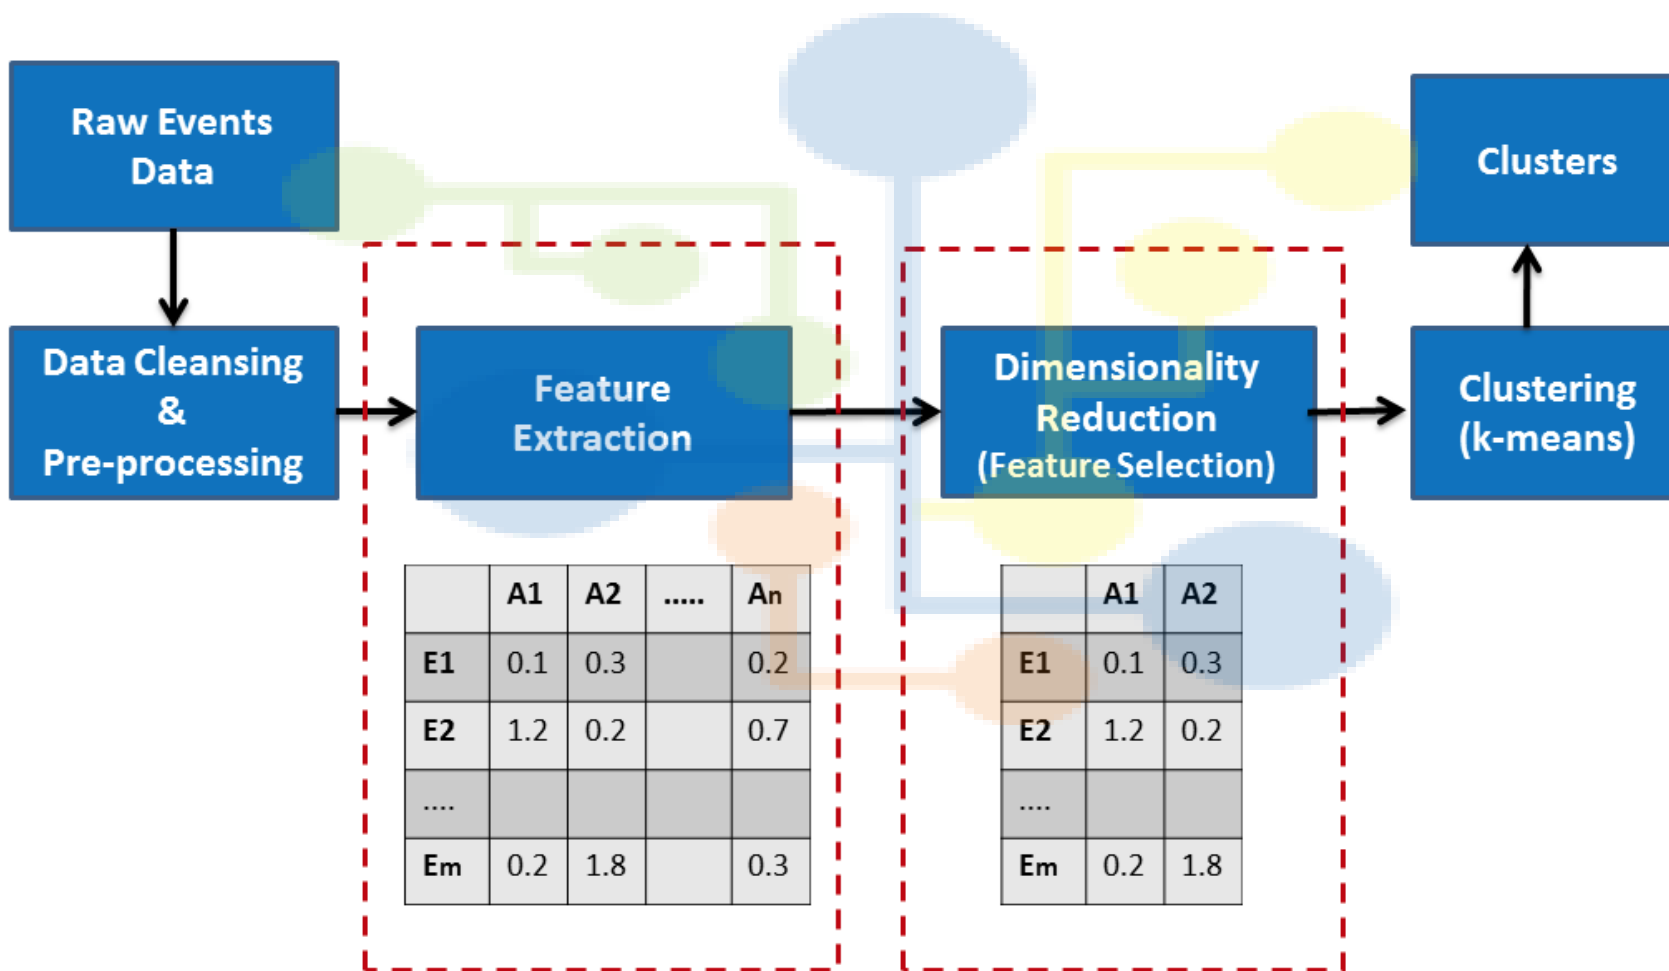 Raw Events
Data
Clusters
Data Cleansing
&
Pre-processing
Feature
Extraction
Dimensionality
Reduction
(Feature Selection)
Clustering
(k-means)
A1 A2 ..... An
E1 0.1 0.3 0.2
E2 1.2 0.2 0.7
....
Em 0.2 1.8 0.3
A1 A2
E1 0.1 0.3
E2 1.2 0.2
....
Em 0.2 1.8